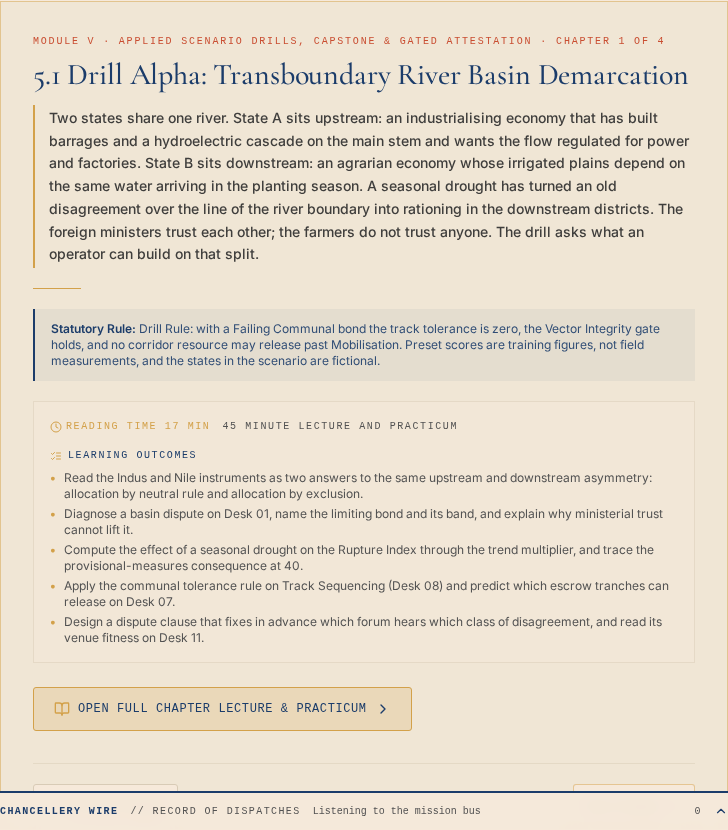 MODULE V · APPLIED SCENARIO DRILLS, CAPSTONE & GATED ATTESTATION · CHAPTER 1 OF 4
5.1 Drill Alpha: Transboundary River Basin Demarcation
Two states share one river. State A sits upstream: an industrialising economy that has built
barrages and a hydroelectric cascade on the main stem and wants the flow regulated for power
and factories. State B sits downstream: an agrarian economy whose irrigated plains depend on
the same water arriving in the planting season. A seasonal drought has turned an old
disagreement over the line of the river boundary into rationing in the downstream districts. The
foreign ministers trust each other; the farmers do not trust anyone. The drill asks what an
operator can build on that split.
Statutory Rule: Drill Rule: with a Failing Communal bond the track tolerance is zero, the Vector Integrity gate
holds, and no corridor resource may release past Mobilisation. Preset scores are training figures, not field
measurements, and the states in the scenario are fictional.
READING TIME 17 MIN 45 MINUTE LECTURE AND PRACTICUM
LEARNING OUTCOMES
• Read the Indus and Nile instruments as two answers to the same upstream and downstream asymmetry:
allocation by neutral rule and allocation by exclusion.
• Diagnose a basin dispute on Desk 01, name the limiting bond and its band, and explain why ministerial trust
cannot lift it.
• Compute the effect of a seasonal drought on the Rupture Index through the trend multiplier, and trace the
provisional-measures consequence at 40.
• Apply the communal tolerance rule on Track Sequencing (Desk 08) and predict which escrow tranches can
release on Desk 07.
• Design a dispute clause that fixes in advance which forum hears which class of disagreement, and read its
venue fitness on Desk 11.
OPEN FULL CHAPTER LECTURE & PRACTICUM
CHANCELLERY WIRE // RECORD OF DISPATCHES Listening to the mission bus 0